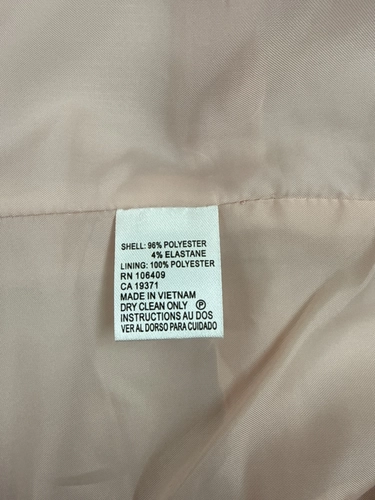 SHELL: 96% POLYESTER
4% ELASTANE
LINING: 100% POLYESTER
RN 106409
CA 19371
MADE IN VIETNAM
DRY CLEAN ONLY Ⓟ
INSTRUCTIONS AU DOS
VER AL DORSO PARA CUIDADO